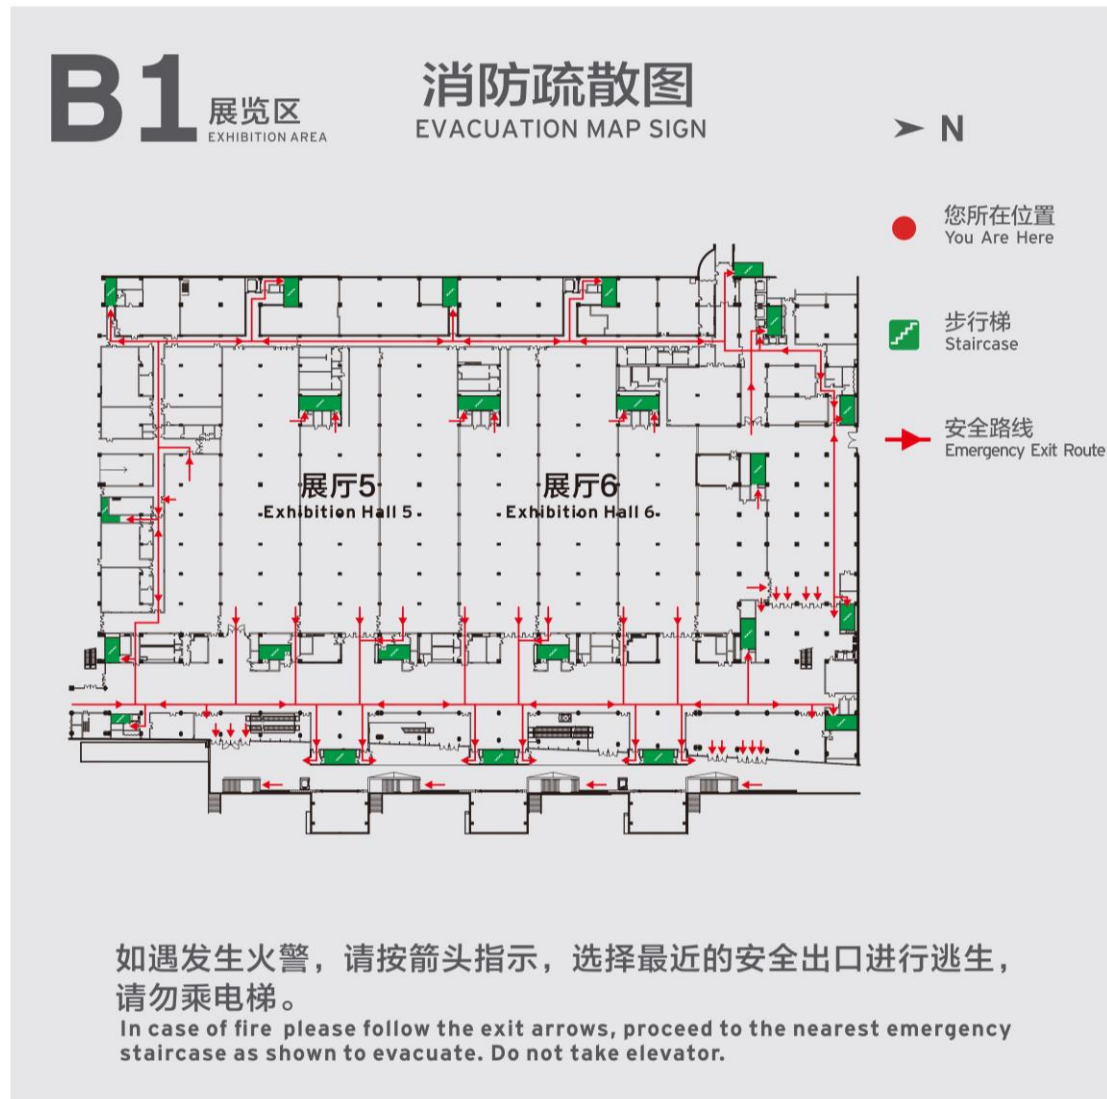 B1 展览区
EXHIBITION AREA
消防疏散图
EVACUATION MAP SIGN
N
您所在位置
You Are Here
步行梯
Staircase
安全路线
Emergency Exit Route
展厅5
Exhibition Hall 5
展厅6
Exhibition Hall 6
如遇发生火警，请按箭头指示，选择最近的安全出口进行逃生，
请勿乘电梯。
In case of fire please follow the exit arrows, proceed to the nearest emergency
staircase as shown to evacuate. Do not take elevator.